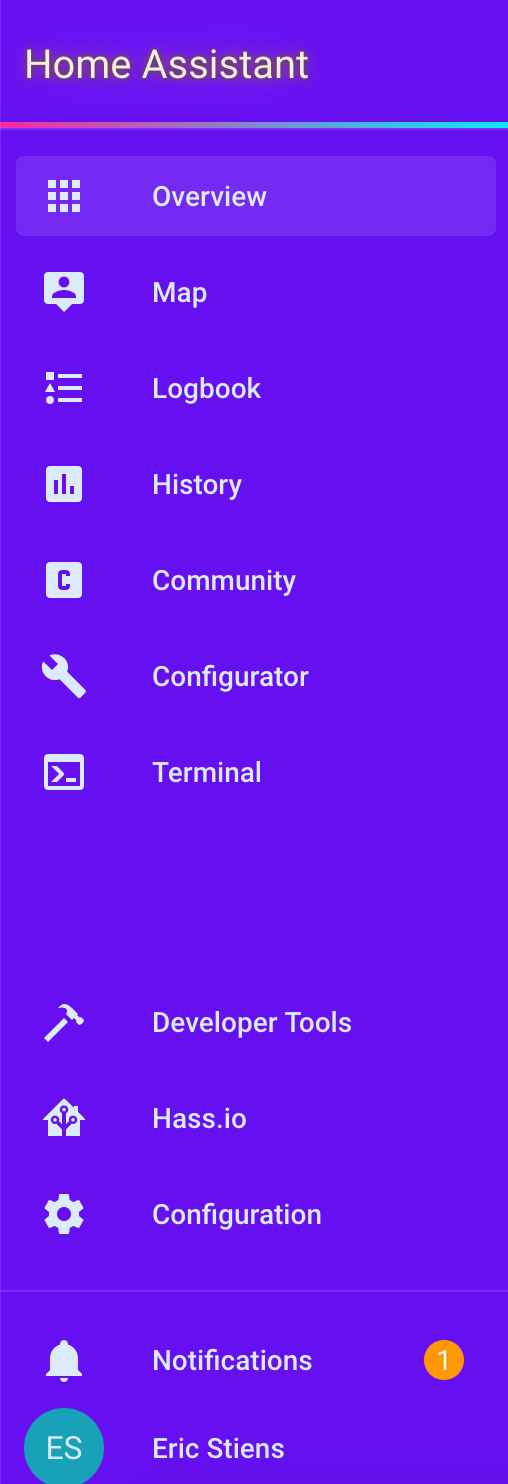 Home Assistant
Overview
Map
Logbook
History
C
Community
Configurator
Terminal
Developer Tools
Hass.io
Configuration
Notifications 1
ES Eric Stiens